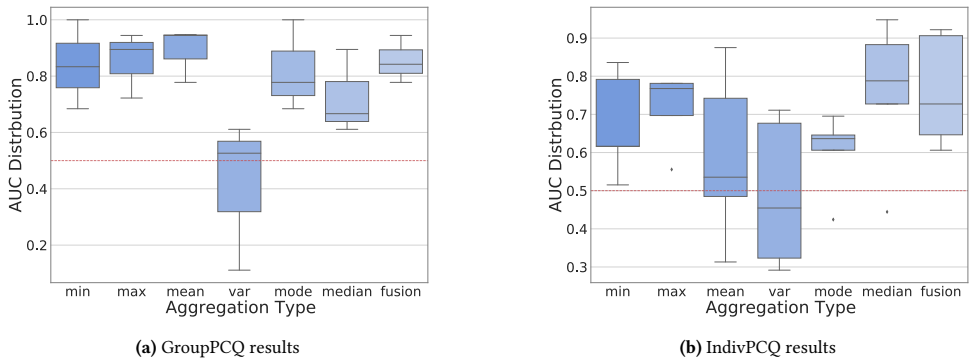 1.0
0.8
0.6
0.4
0.2
AUC Distrbution
min max mean var mode median fusion
Aggregation Type
(a) GroupPCQ results
0.9
0.8
0.7
0.6
0.5
0.4
0.3
AUC Distrbution
min max mean var mode median fusion
Aggregation Type
(b) IndivPCQ results